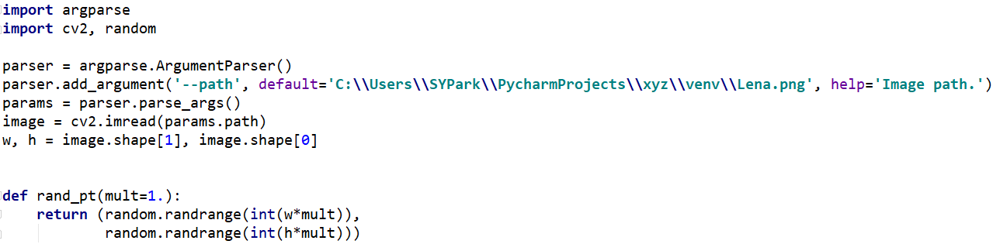 import argparse
import cv2, random

parser = argparse.ArgumentParser()
parser.add_argument('--path', default='C:\\Users\\SYPark\\PycharmProjects\\xyz\\venv\\Lena.png', help='Image path.')
params = parser.parse_args()
image = cv2.imread(params.path)
w, h = image.shape[1], image.shape[0]

def rand_pt(mult=1.):
    return (random.randrange(int(w*mult)),
            random.randrange(int(h*mult)))